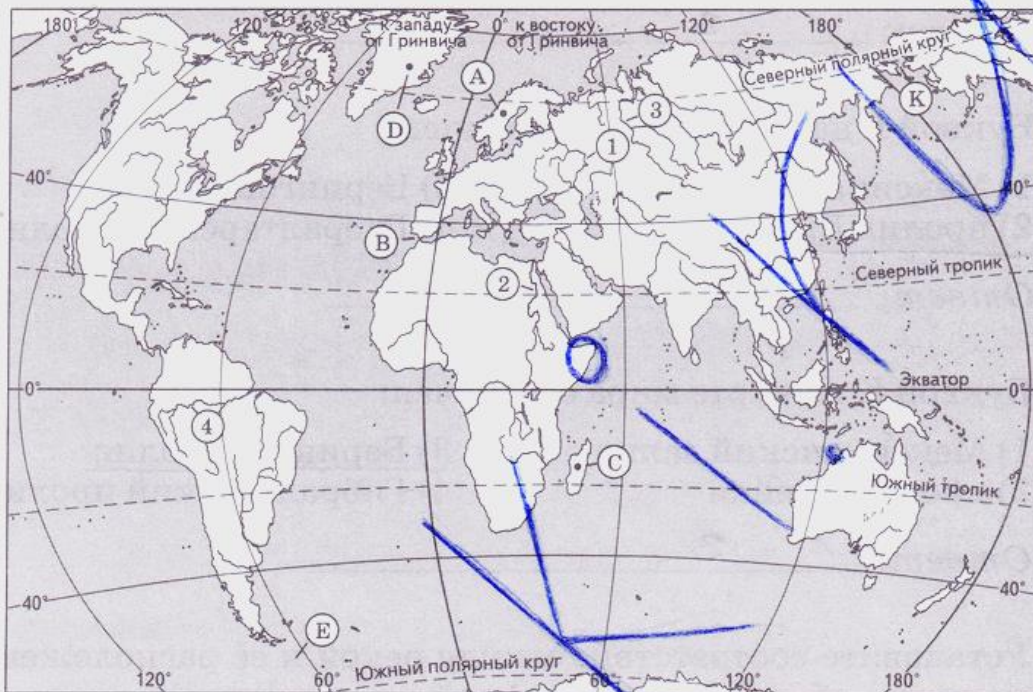 180° 120° к западу 0° к востоку 120° 180°
от Гринвича от Гринвича
Северный полярный круг
A
K
D
3
1
40° 40°
B
Северный тропик
2
Экватор
0° 0°
4
C
Южный тропик
40° 40°
E
Южный полярный круг
120° 60° 60° 120° 180°